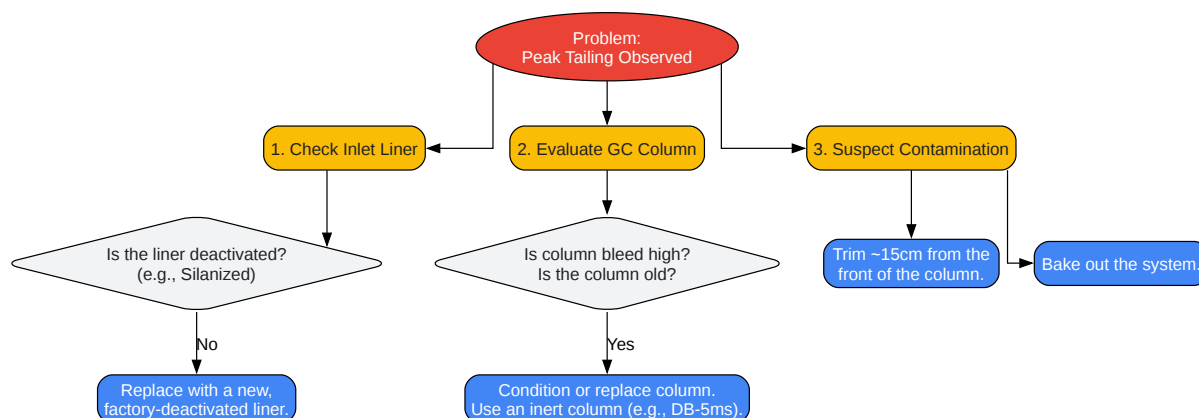 Problem:
Peak Tailing Observed
1. Check Inlet Liner
2. Evaluate GC Column
3. Suspect Contamination
Is the liner deactivated?
(e.g., Silanized)
Is column bleed high?
Is the column old?
Trim ~15cm from the
front of the column.
Bake out the system.
No
Yes
Replace with a new,
factory-deactivated liner.
Condition or replace column.
Use an inert column (e.g., DB-5ms).